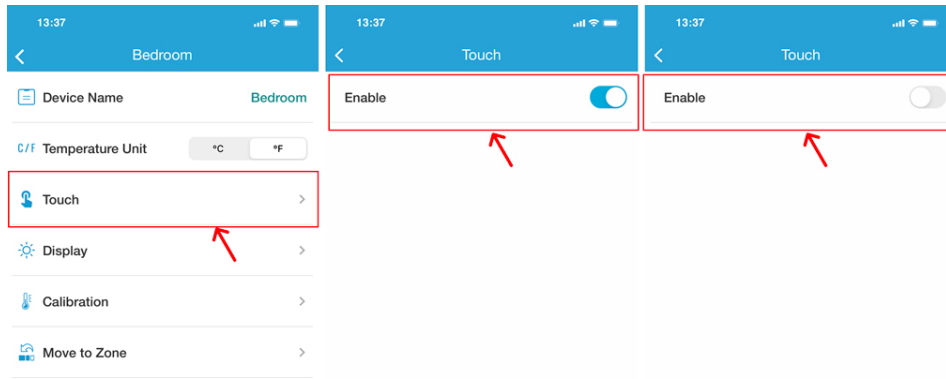 13:37
Bedroom
Device Name Bedroom
C/F Temperature Unit °C °F
Touch
Display
Calibration
Move to Zone
13:37
Touch
Enable
13:37
Touch
Enable